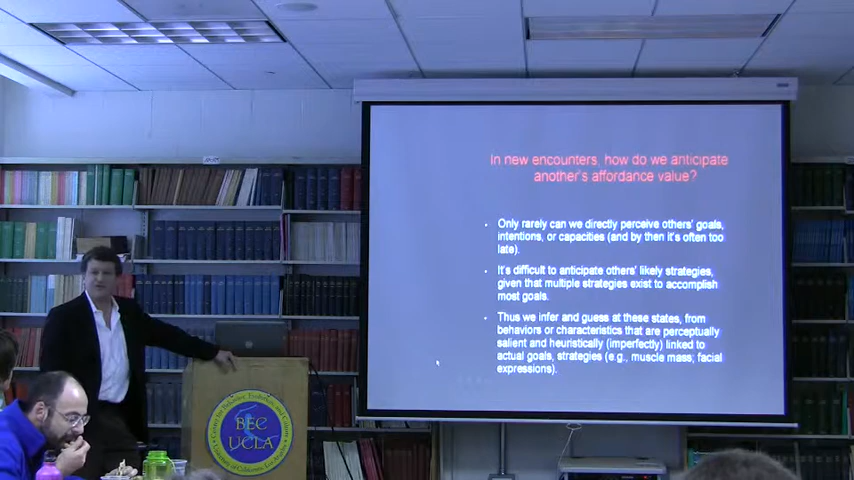 In new encounters, how do we anticipate
another's affordance value?
• Only rarely can we directly perceive others' goals,
intentions, or capacities (and by then it's often too
late).
• It's difficult to anticipate others' likely strategies,
given that multiple strategies exist to accomplish
most goals.
• Thus we infer and guess at these states, from
behaviors or characteristics that are perceptually
salient and heuristically (imperfectly) linked to
actual goals, strategies (e.g., muscle mass; facial
expressions).
BEC
UCLA